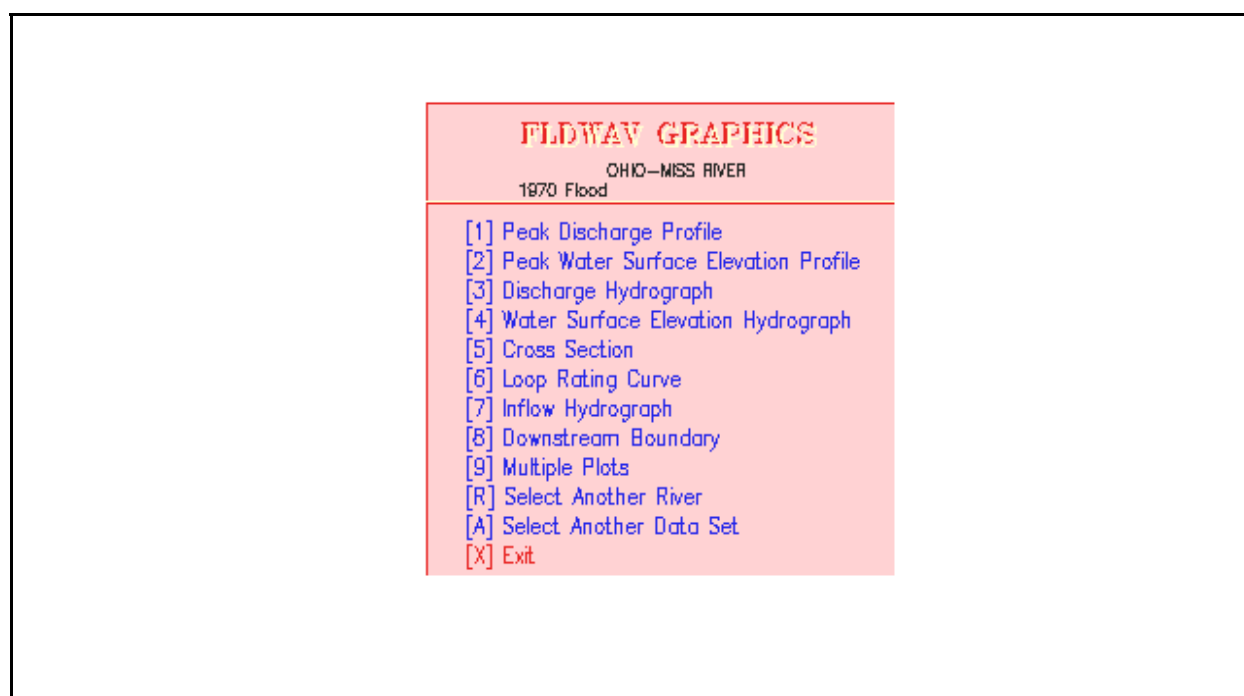 FLDWAV GRAPHICS
OHIO-MISS RIVER
1970 Flood
[1] Peak Discharge Profile
[2] Peak Water Surface Elevation Profile
[3] Discharge Hydrograph
[4] Water Surface Elevation Hydrograph
[5] Cross Section
[6] Loop Rating Curve
[7] Inflow Hydrograph
[8] Downstream Boundary
[9] Multiple Plots
[R] Select Another River
[A] Select Another Data Set
[X] Exit